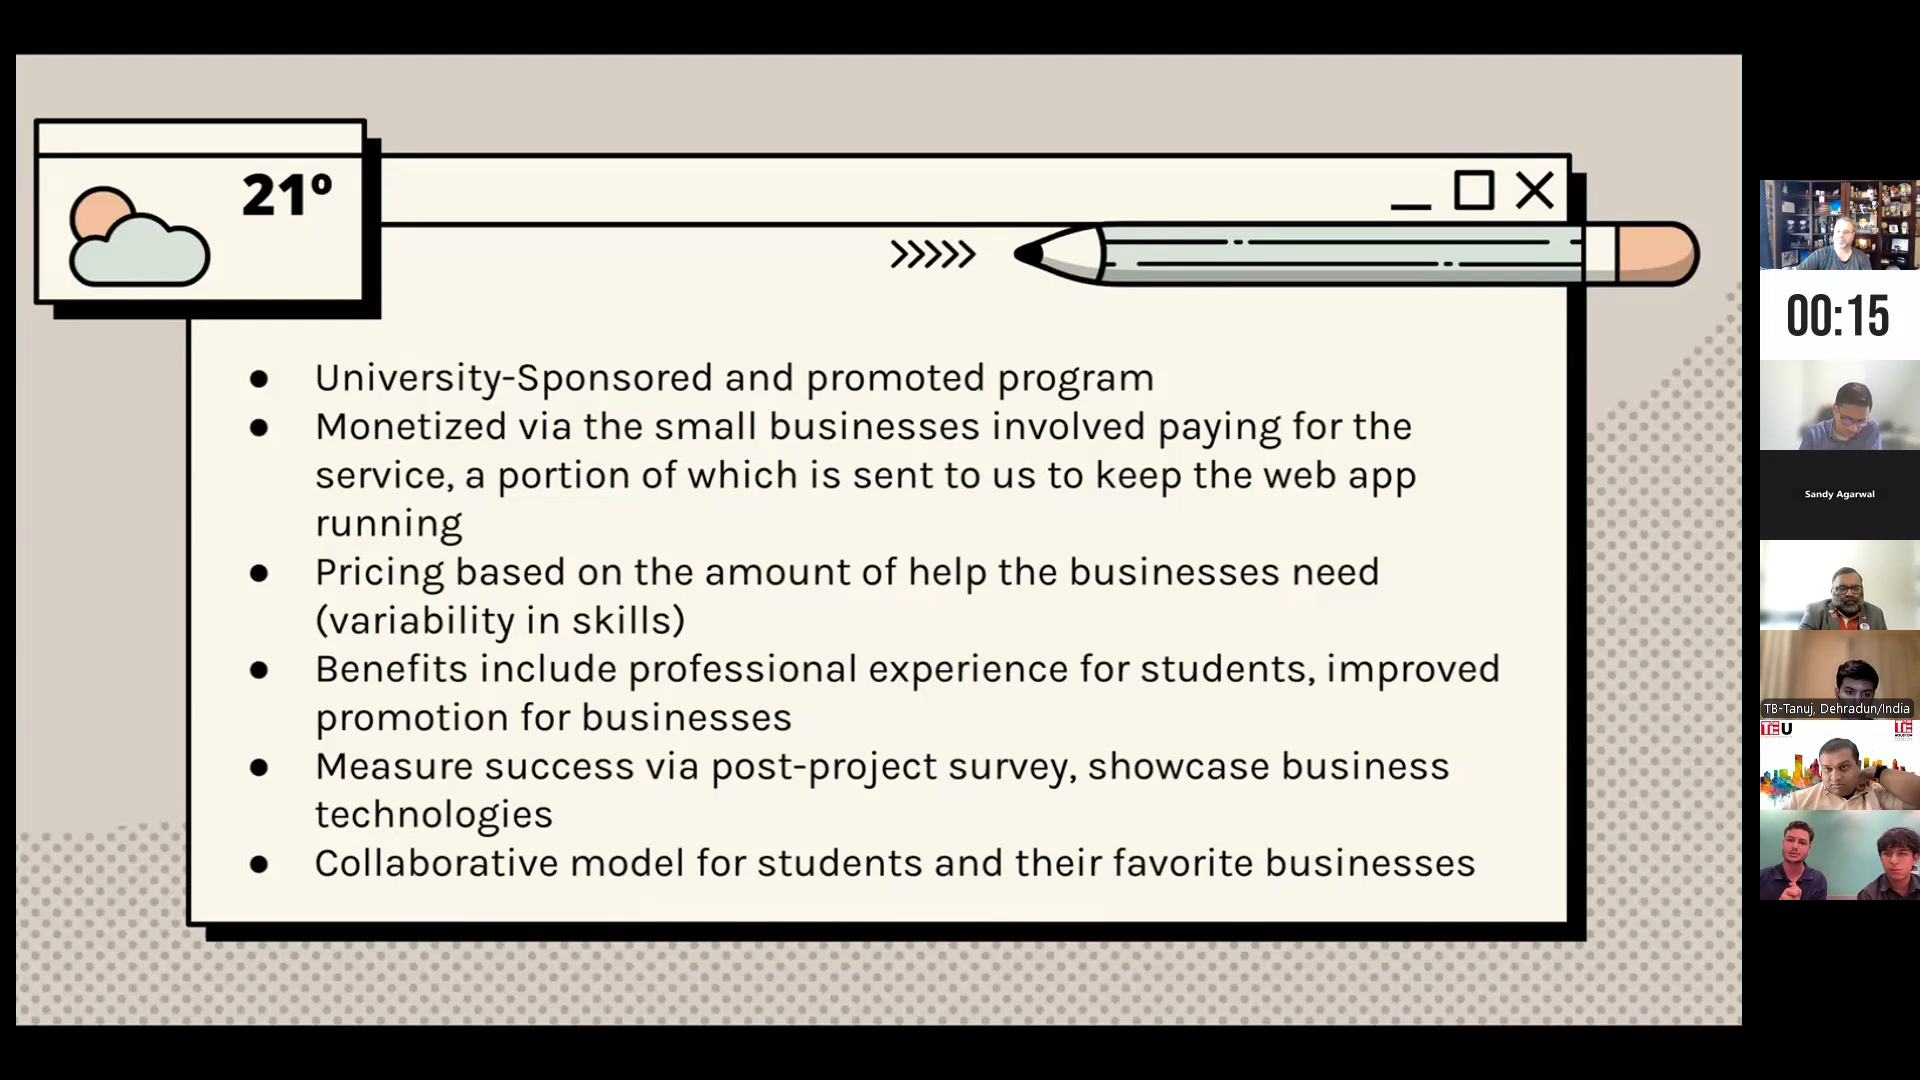 21°
University-Sponsored and promoted program
Monetized via the small businesses involved paying for the
service, a portion of which is sent to us to keep the web app
running
Pricing based on the amount of help the businesses need
(variability in skills)
Benefits include professional experience for students, improved
promotion for businesses
Measure success via post-project survey, showcase business
technologies
Collaborative model for students and their favorite businesses
00:15
Sandy Agarwal
TB-Tanuj, Dehradun/India
U